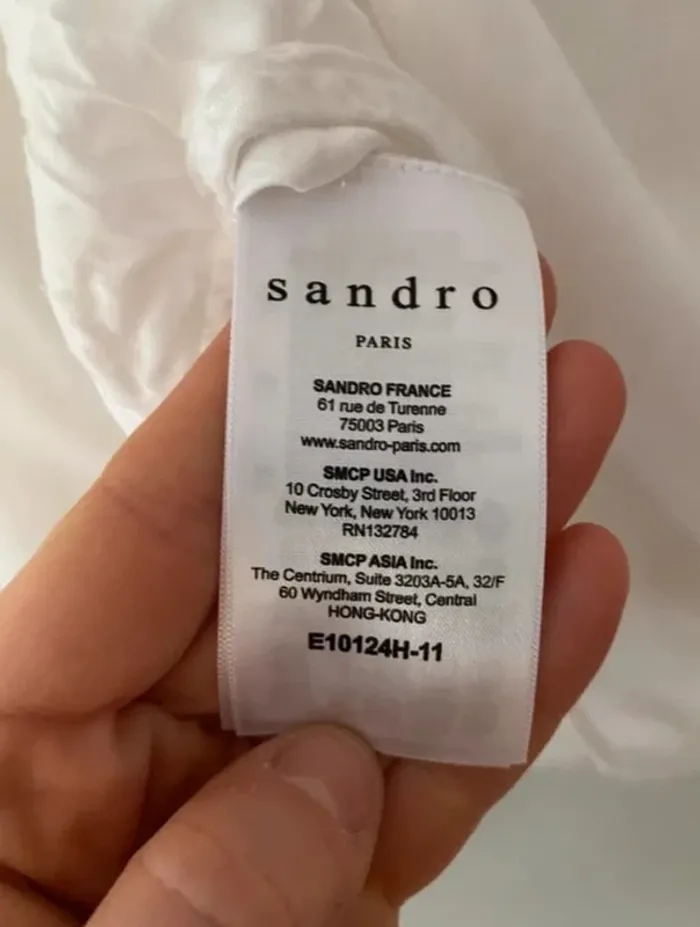 sandro
PARIS
SANDRO FRANCE
61 rue de Turenne
75003 Paris
www.sandro-paris.com
SMCP USA Inc.
10 Crosby Street, 3rd Floor
New York, New York 10013
RN132784
SMCP ASIA Inc.
The Centrium, Suite 3203A-5A, 32/F
60 Wyndham Street, Central
HONG-KONG
E10124H-11